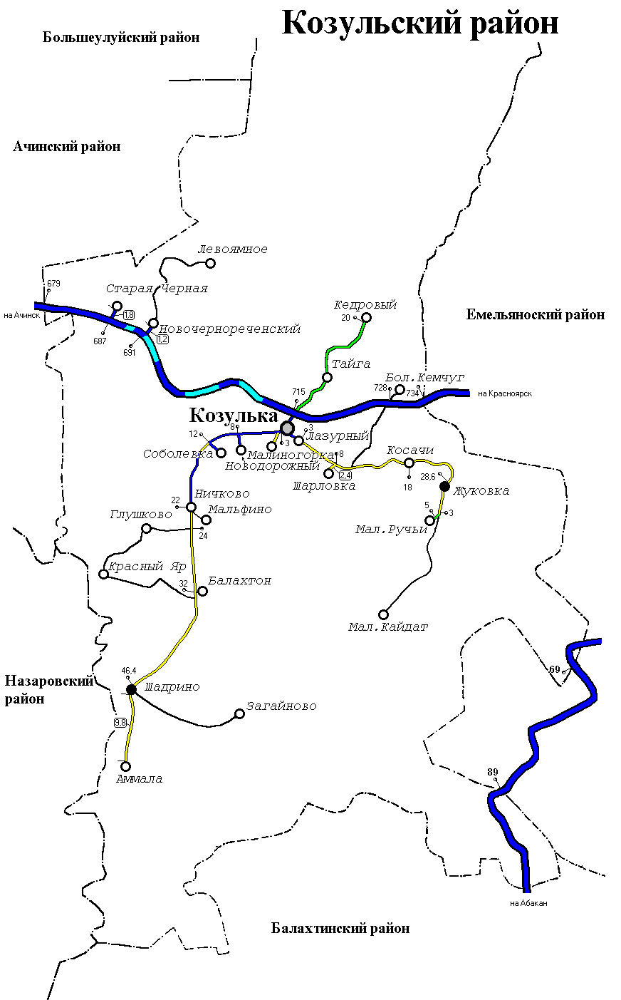 Козульский район
Большеулуйский район
Ачинский район
Левоямное
679
Старая Черная
Кедровый
20
на Ачинск
1,8
Емельяноский район
Новочернореченский
687
1,2
691
Тайга
Бол.Кемчуг
728
734
715
на Красноярск
Козулька
8
3
12
Лазурный
3
Соболевка
Малиногорка
8
Косачи
Новодорожный
2,4
28,6
Шарловка
18
Жуковка
Ничково
22
Мальфино
5
3
Глушково
24
Мал.Ручьи
Красный Яр
32
Балахтон
Мал.Кайдат
46,4
69
Назаровский
район
Шадрино
Загайново
9,8
89
Аммала
на Абакан
Балахтинский район